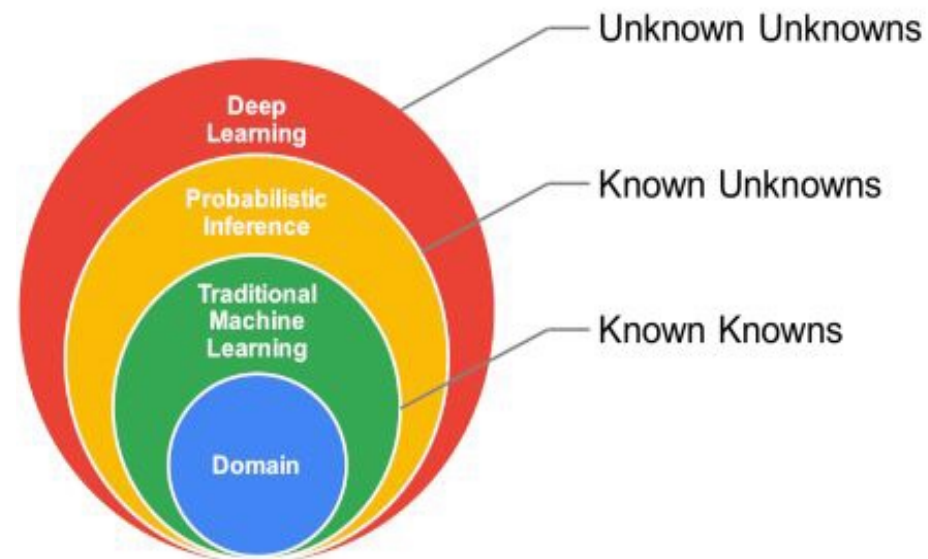 Unknown Unknowns
Deep
Learning
Known Unknowns
Probabilistic
Inference
Traditional
Machine
Learning
Known Knowns
Domain